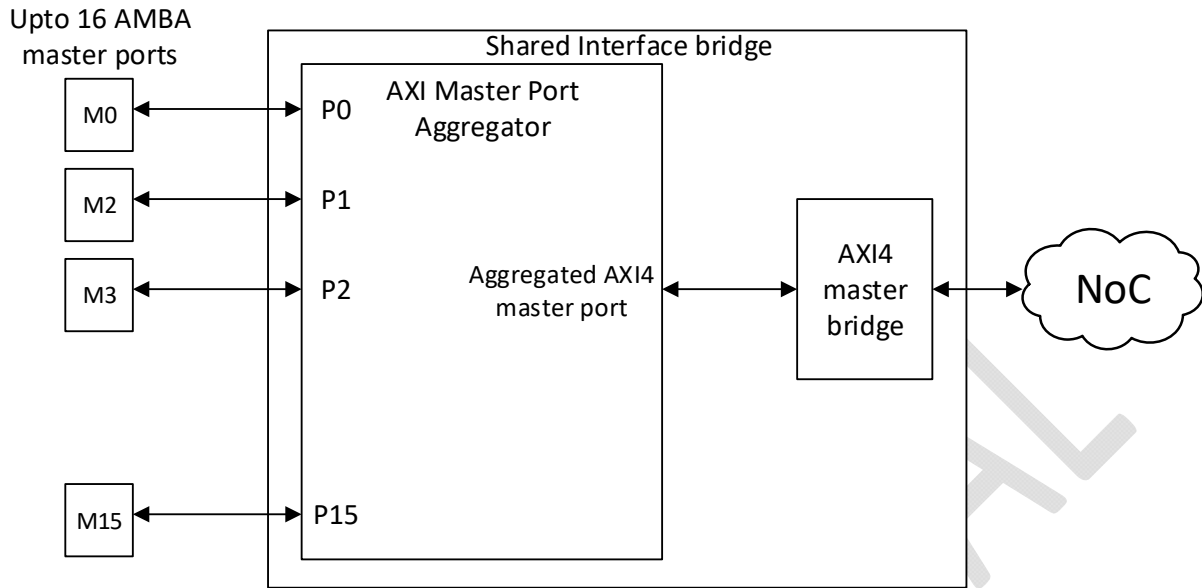 Upto 16 AMBA
master ports
Shared Interface bridge
AXI Master Port
Aggregator
M0
P0
M2
P1
M3
P2
Aggregated AXI4
master port
AXI4
master
bridge
NoC
M15
P15
AL